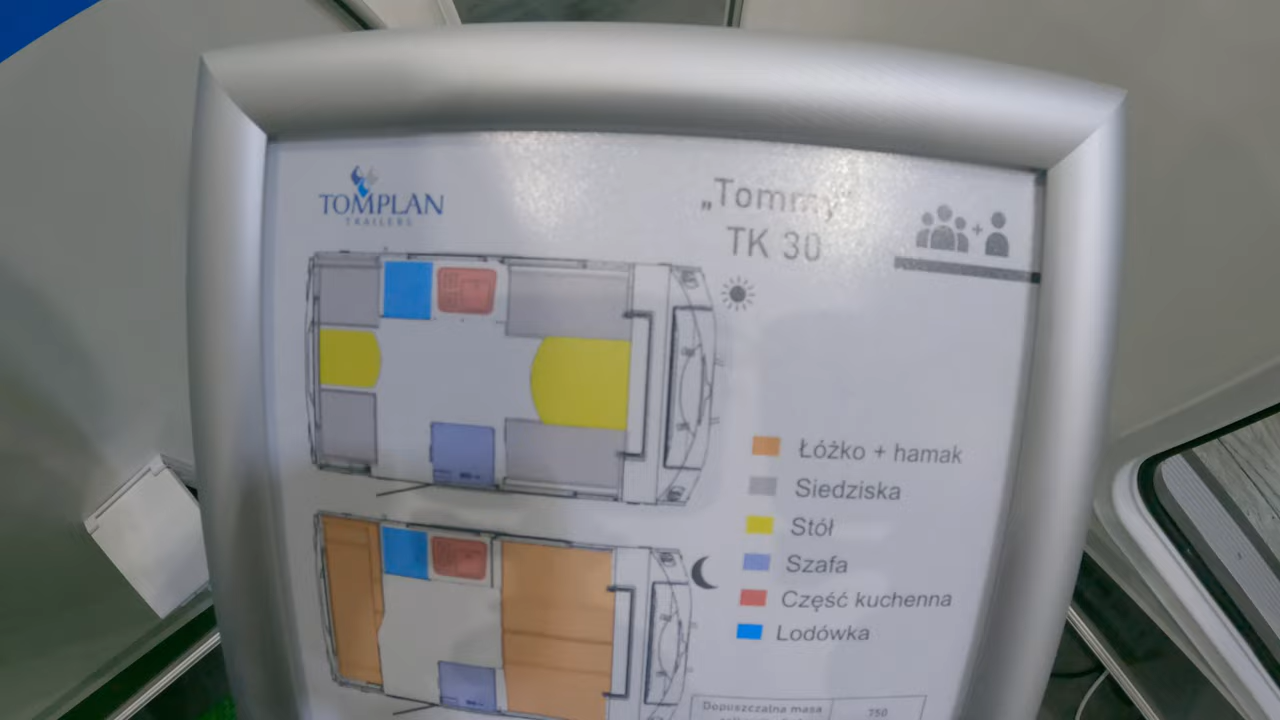 TOMPLAN
TRAILERS
„Tommy”
TK 30
Łóżko + hamak
Siedziska
Stół
Szafa
Część kuchenna
Lodówka
Dopuszczalna masa
750